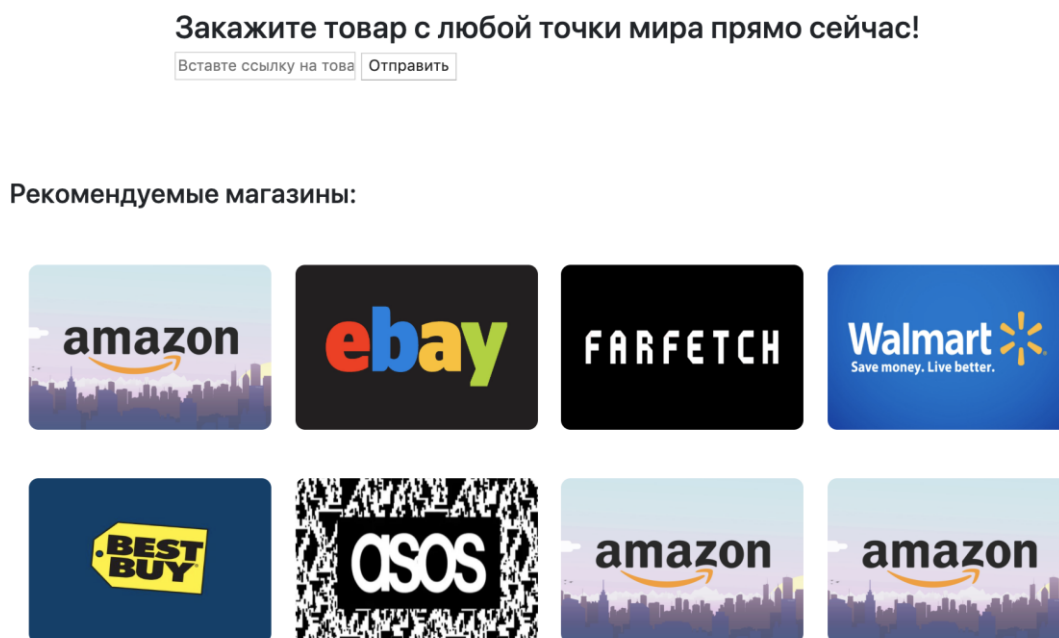 Закажите товар с любой точки мира прямо сейчас!
Вставте ссылку на това Отправить
Рекомендуемые магазины:
amazon
ebay
FARFETCH
Walmart
Save money. Live better.
BEST
BUY
asos
amazon
amazon